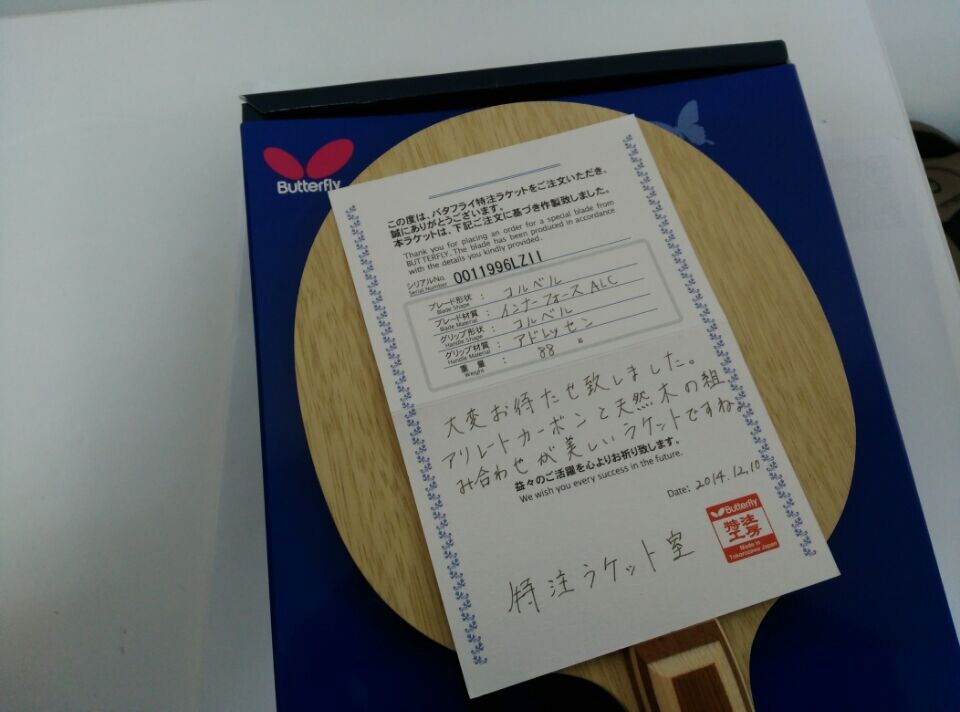 Butterfly
この度は、バタフライ特注ラケットをご注文いただき、
誠にありがとうございます。
本ラケットは、下記ご注文に基づき作製致しました。
Thank you for placing an order for a special blade from
BUTTERFLY. The blade has been produced in accordance
with the details you kindly provided.
シリアルNo. 0011996LZ11
Serial Number
ブレード形状 : コルベル
Blade Shape
ブレード材質 : インナーフォース ALC
Blade Material
グリップ形状 : コルベル
Handle Shape
グリップ材質 : アドレッセン
Handle Material
重量 : 88 g
Weight
大変お待たせ致しました。
アリレートカーボンと天然木の組
み合わせが美しいラケットですね。
益々のご活躍を心よりお祈り致します。
We wish you every success in the future.
Date: 2014.12.10
Butterfly
特注
工房
Made in
Tokorozawa Japan
特注ラケット室